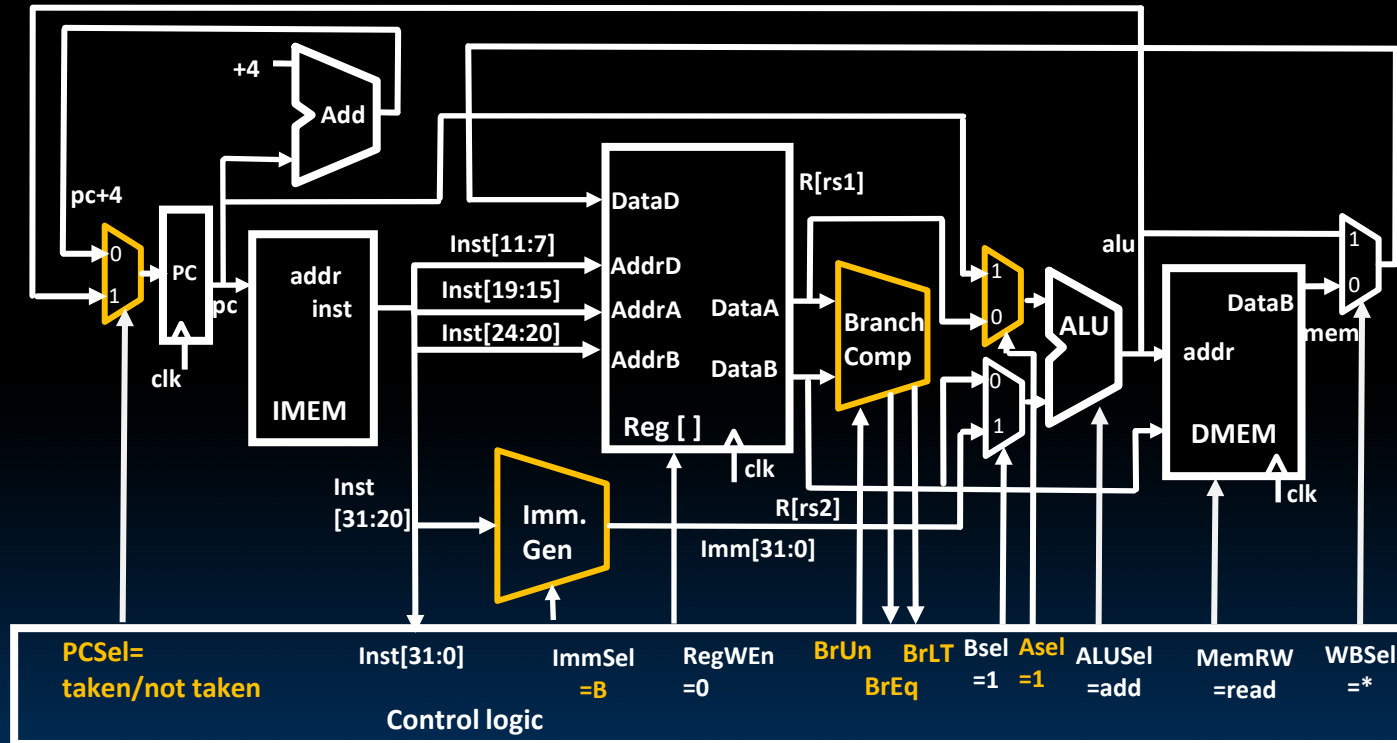 +4
Add
pc+4
0
1
PC
clk
pc
addr
inst
IMEM
Inst[11:7]
Inst[19:15]
Inst[24:20]
DataD
AddrD
AddrA
AddrB
DataA
DataB
Reg [ ]
clk
R[rs1]
Branch
Comp
1
0
0
1
ALU
alu
addr
DataB
DMEM
clk
mem
1
0
Inst
[31:20]
Imm.
Gen
R[rs2]
Imm[31:0]
PCSel=
taken/not taken
Inst[31:0]
ImmSel
=B
RegWEn
=0
BrUn
BrEq
BrLT
Bsel
=1
Asel
=1
ALUSel
=add
MemRW
=read
WBSel
=*
Control logic